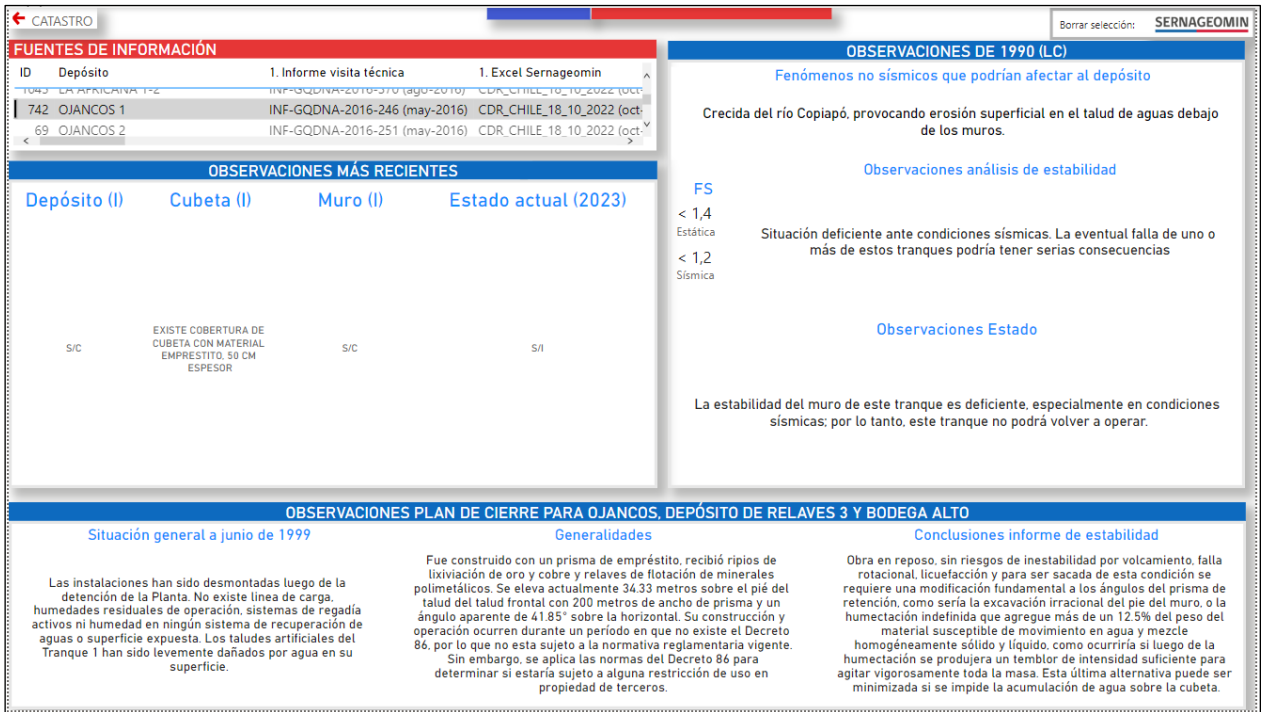 CATASTRO
Borrar selección: SERNAGEOMIN
FUENTES DE INFORMACIÓN
ID Depósito 1. Informe visita técnica 1. Excel Sernageomin
1045 LA AFRICANA 1-2 INF-GQDNA-2016-370 (ago-2016) CDR_CHILE_18_10_2022 (oct-
742 OJANCOS 1 INF-GQDNA-2016-246 (may-2016) CDR_CHILE_18_10_2022 (oct-
69 OJANCOS 2 INF-GQDNA-2016-251 (may-2016) CDR_CHILE_18_10_2022 (oct-
OBSERVACIONES MÁS RECIENTES
Depósito (I) Cubeta (I) Muro (I) Estado actual (2023)
EXISTE COBERTURA DE
CUBETA CON MATERIAL
S/C EMPRESTITO, 50 CM S/C S/I
ESPESOR
OBSERVACIONES DE 1990 (LC)
Fenómenos no sísmicos que podrían afectar al depósito
Crecida del río Copiapó, provocando erosión superficial en el talud de aguas debajo
de los muros.
Observaciones análisis de estabilidad
FS
< 1,4
Estática
< 1,2
Sísmica
Situación deficiente ante condiciones sísmicas. La eventual falla de uno o
más de estos tranques podría tener serias consecuencias
Observaciones Estado
La estabilidad del muro de este tranque es deficiente, especialmente en condiciones
sísmicas; por lo tanto, este tranque no podrá volver a operar.
OBSERVACIONES PLAN DE CIERRE PARA OJANCOS, DEPÓSITO DE RELAVES 3 Y BODEGA ALTO
Situación general a junio de 1999
Las instalaciones han sido desmontadas luego de la
detención de la Planta. No existe linea de carga,
humedades residuales de operación, sistemas de regadía
activos ni humedad en ningún sistema de recuperación de
aguas o superficie expuesta. Los taludes artificiales del
Tranque 1 han sido levemente dañados por agua en su
superficie.
Generalidades
Fue construido con un prisma de empréstito, recibió ripios de
lixiviación de oro y cobre y relaves de flotación de minerales
polimetálicos. Se eleva actualmente 34.33 metros sobre el pié del
talud del talud frontal con 200 metros de ancho de prisma y un
ángulo aparente de 41.85° sobre la horizontal. Su construcción y
operación ocurren durante un período en que no existe el Decreto
86, por lo que no esta sujeto a la normativa reglamentaria vigente.
Sin embargo, se aplica las normas del Decreto 86 para
determinar si estaría sujeto a alguna restricción de uso en
propiedad de terceros.
Conclusiones informe de estabilidad
Obra en reposo, sin riesgos de inestabilidad por volcamiento, falla
rotacional, licuefacción y para ser sacada de esta condición se
requiere una modificación fundamental a los ángulos del prisma de
retención, como sería la excavación irracional del pie del muro, o la
humectación indefinida que agregue más de un 12.5% del peso del
material susceptible de movimiento en agua y mezcle
homogéneamente sólido y líquido, como ocurriría si luego de la
humectación se produjera un temblor de intensidad suficiente para
agitar vigorosamente toda la masa. Esta última alternativa puede ser
minimizada si se impide la acumulación de agua sobre la cubeta.